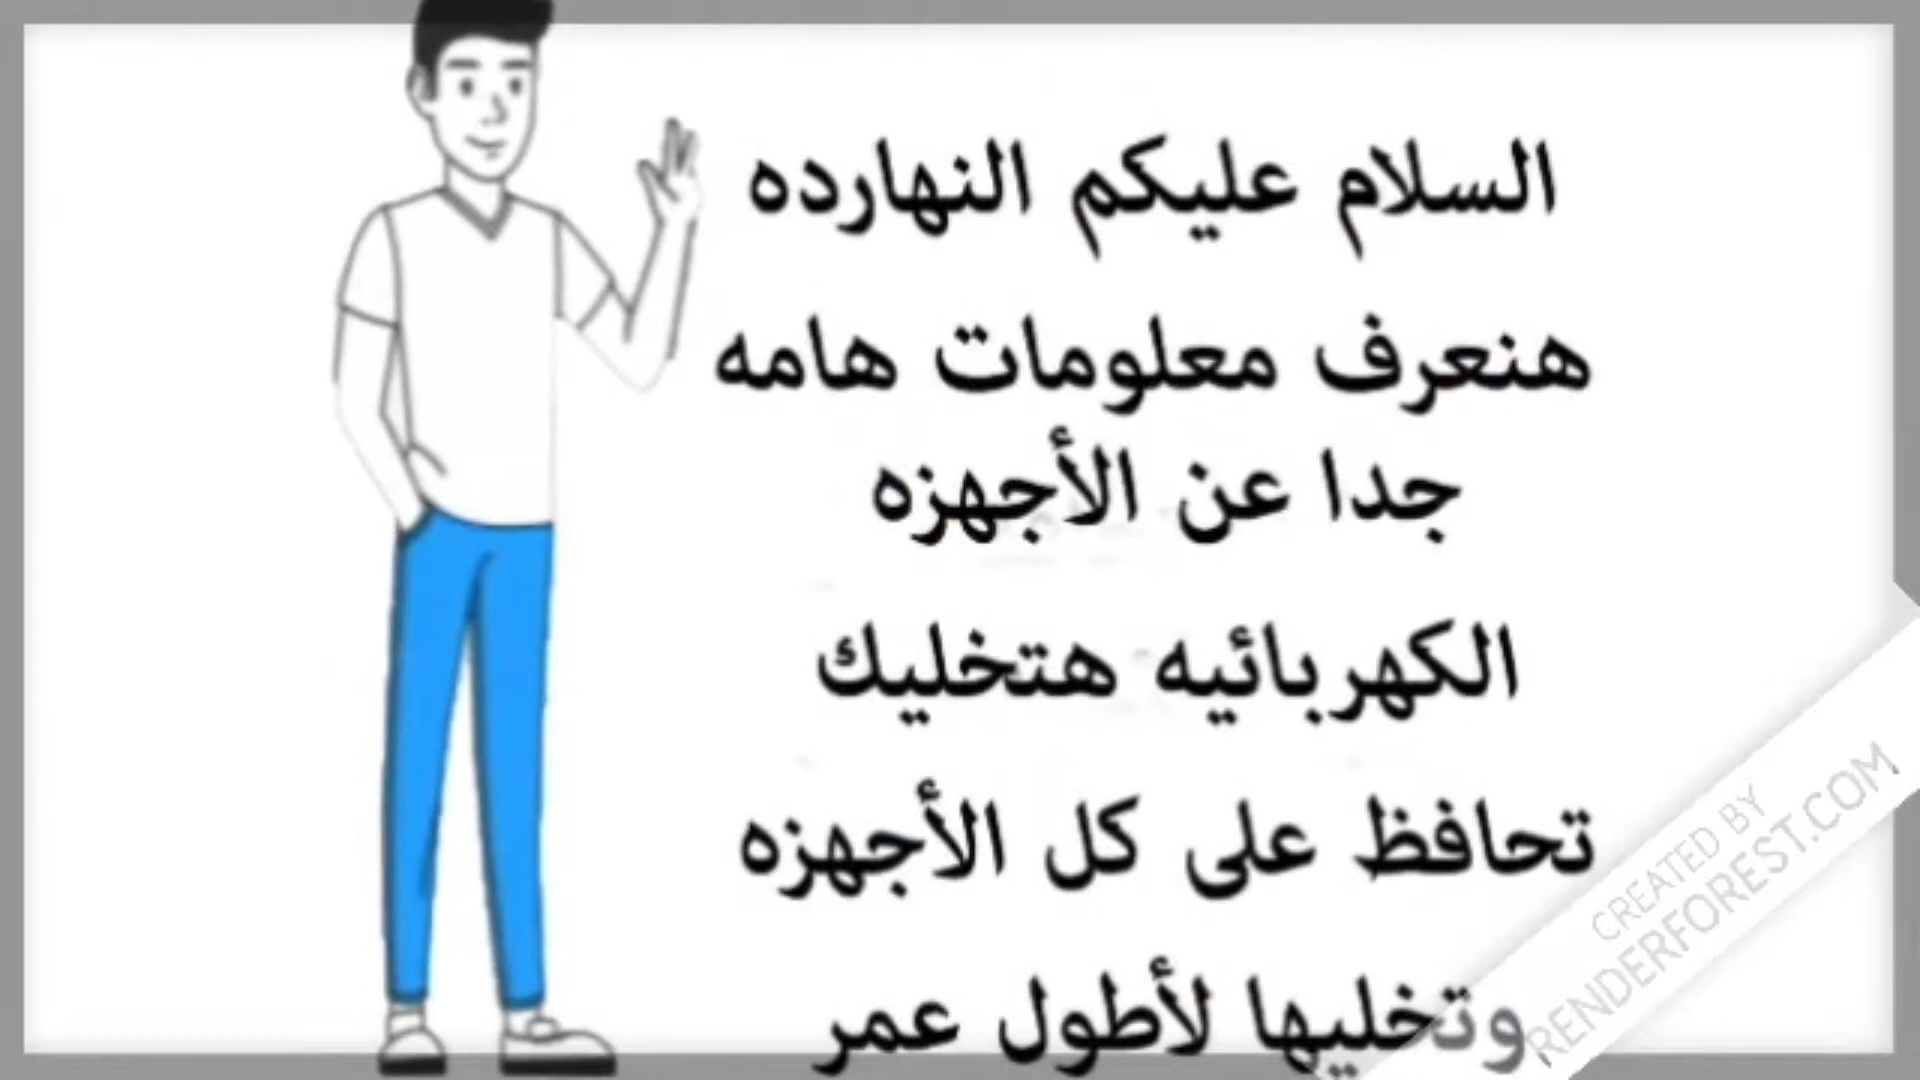 السلام عليكم النهارده
هنعرف معلومات هامه
جدا عن الأجهزه
الكهربائيه هتخليك
تحافظ على كل الأجهزه
وتخليها لأطول عمر
CREATED BY
RENDERFOREST.COM